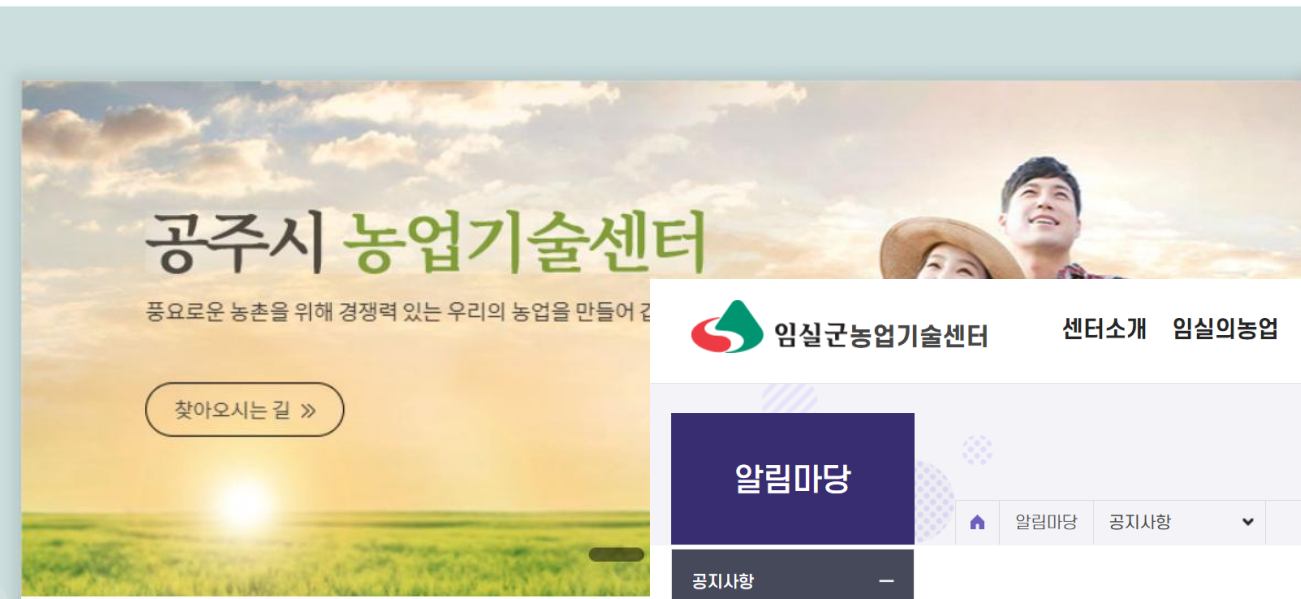 공주시 농업기술센터
풍요로운 농촌을 위해 경쟁력 있는 우리의 농업을 만들어
찾아오시는 길 »
임실군농업기술센터
센터소개 임실의농업
알림마당
알림마당 공지사항
공지사항